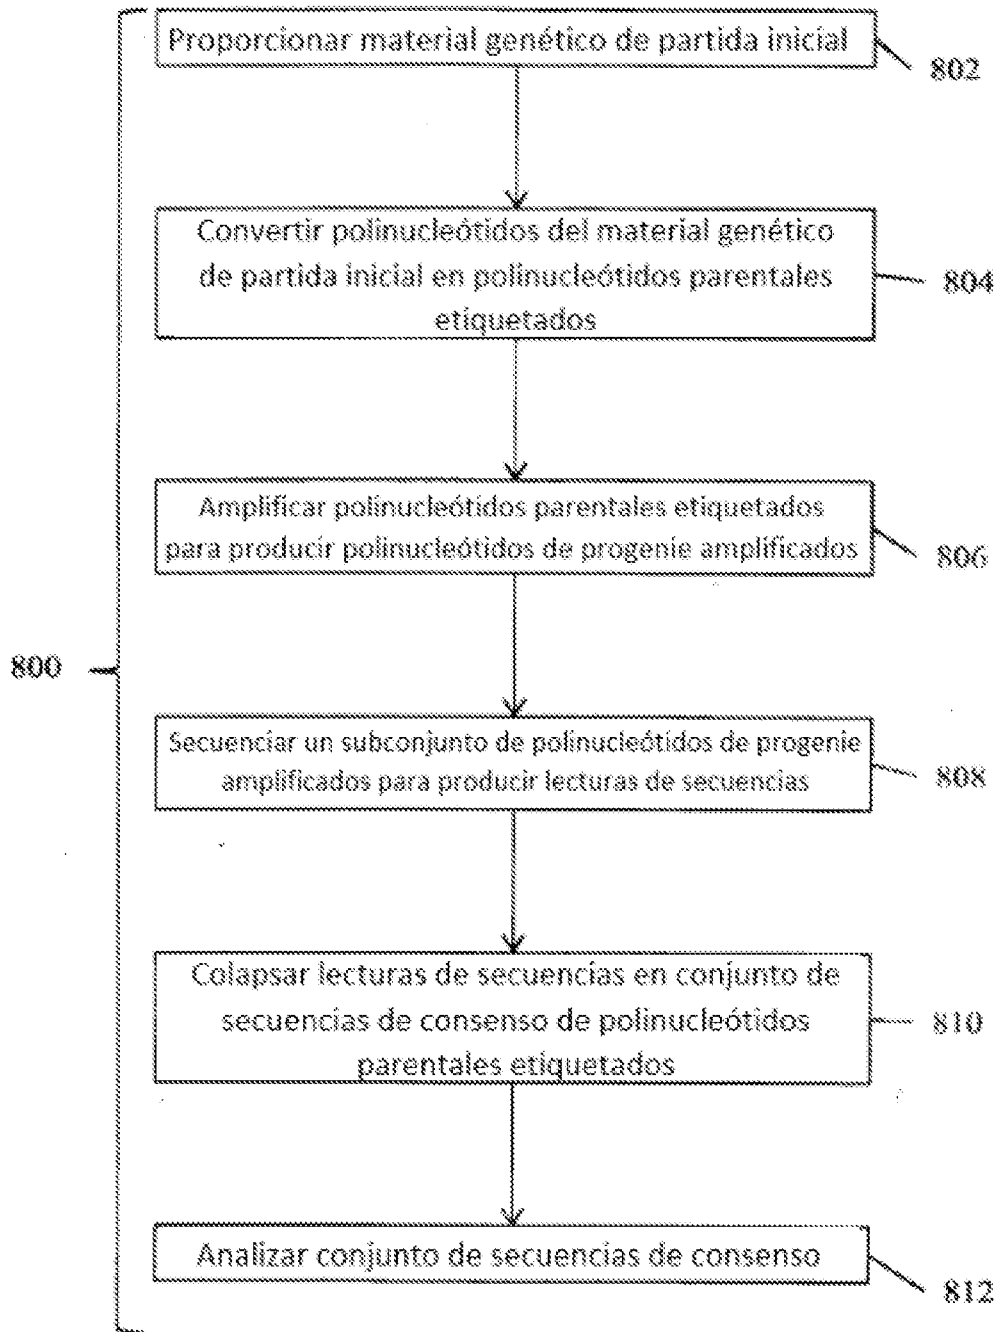 Proporcionar material genético de partida inicial
802
Convertir polinucleótidos del material genético
de partida inicial en polinucleótidos parentales
etiquetados
804
Amplificar polinucleótidos parentales etiquetados
para producir polinucleótidos de progenie amplificados
806
800
Secuenciar un subconjunto de polinucleótidos de progenie
amplificados para producir lecturas de secuencias
808
Colapsar lecturas de secuencias en conjunto de
secuencias de consenso de polinucleótidos
parentales etiquetados
810
Analizar conjunto de secuencias de consenso
812